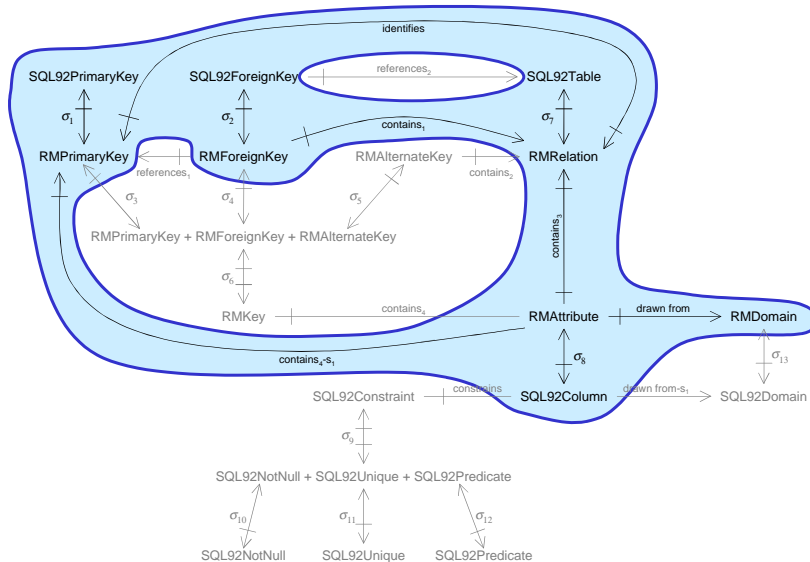 identifies
SQL92PrimaryKey SQL92ForeignKey references₂ SQL92Table
σ₁ σ₂ σ₇
contains₁
RMPrimaryKey references₁ RMForeignKey RMAlternateKey contains₂ RMRelation
σ₃ σ₄ σ₅
contains₃
RMPrimaryKey + RMForeignKey + RMAlternateKey
σ₆
RMKey contains₄ RMAttribute drawn from RMDomain
contains₄-s₁ σ₈ σ₁₃
SQL92Constraint constrains SQL92Column drawn from-s₁ SQL92Domain
σ₉
SQL92NotNull + SQL92Unique + SQL92Predicate
σ₁₀ σ₁₁ σ₁₂
SQL92NotNull SQL92Unique SQL92Predicate